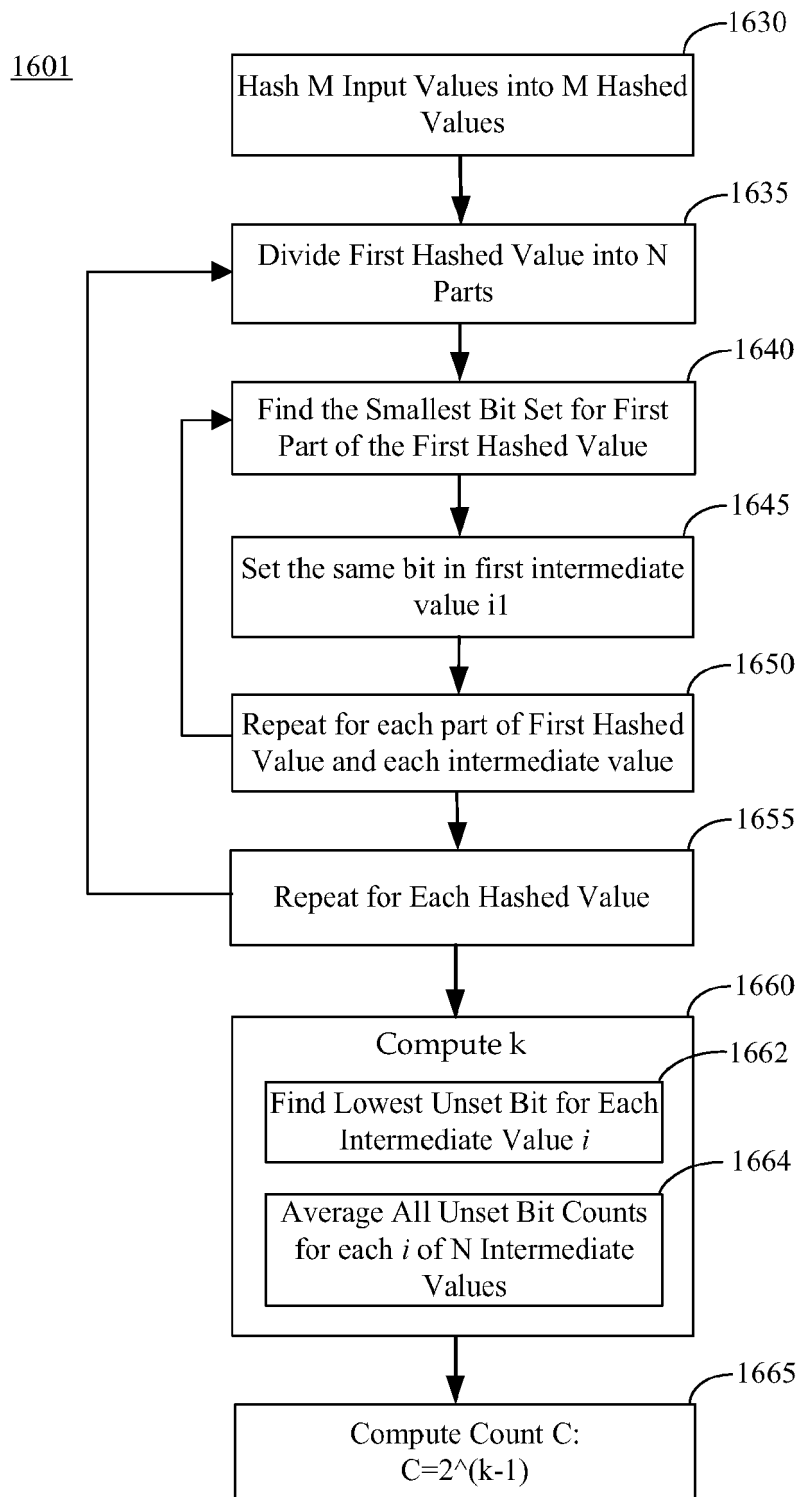 1601
1630
Hash M Input Values into M Hashed
Values
1635
Divide First Hashed Value into N
Parts
1640
Find the Smallest Bit Set for First
Part of the First Hashed Value
1645
Set the same bit in first intermediate
value i1
1650
Repeat for each part of First Hashed
Value and each intermediate value
1655
Repeat for Each Hashed Value
1660
Compute k
1662
Find Lowest Unset Bit for Each
Intermediate Value i
1664
Average All Unset Bit Counts
for each i of N Intermediate
Values
1665
Compute Count C:
C=2^(k-1)